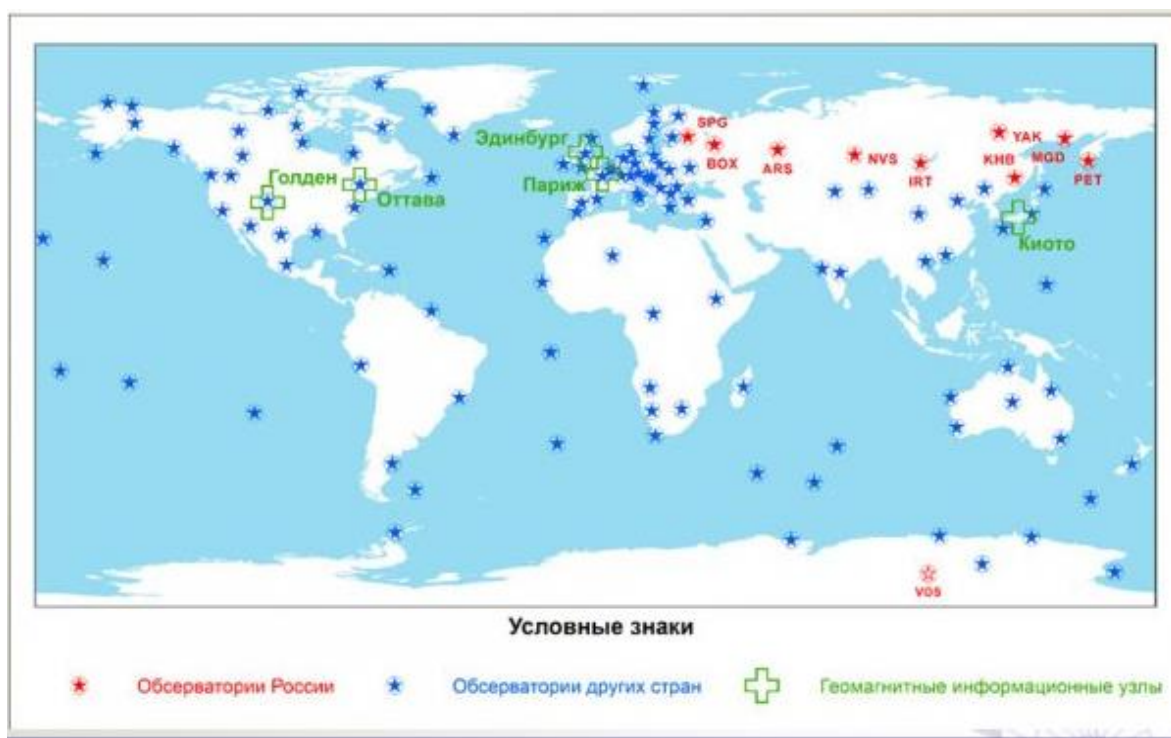 SPG
Эдинбург
YAK
BOX
ARS
NVS
KHB
MGD
IRT
PET
Голден
Париж
Оттава
Киото
VOS
Условные знаки
Обсерватории России
Обсерватории других стран
Геомагнитные информационные узлы